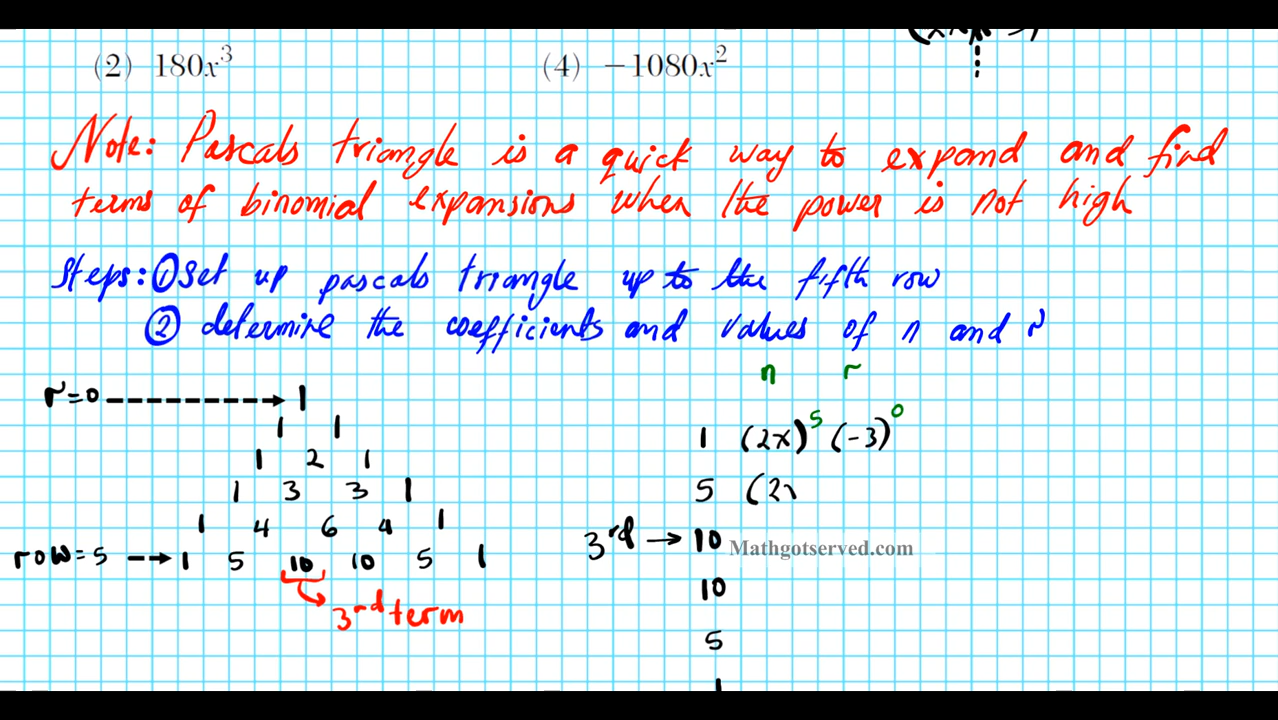 (2) 180x³ (4) −1080x²
Note: Pascals triangle is a quick way to expand and find
terms of binomial expansions when the power is not high
Steps: ① Set up pascals triangle up to the fifth row
② determine the coefficients and values of n and r
n r
r=0 1
1 1
1 2 1
1 3 3 1
1 4 6 4 1
row=5 1 5 10 10 5 1
3rd term
1 (2x)⁵ (-3)⁰
5 (2x
3rd → 10
Mathgotserved.com
10
5
1